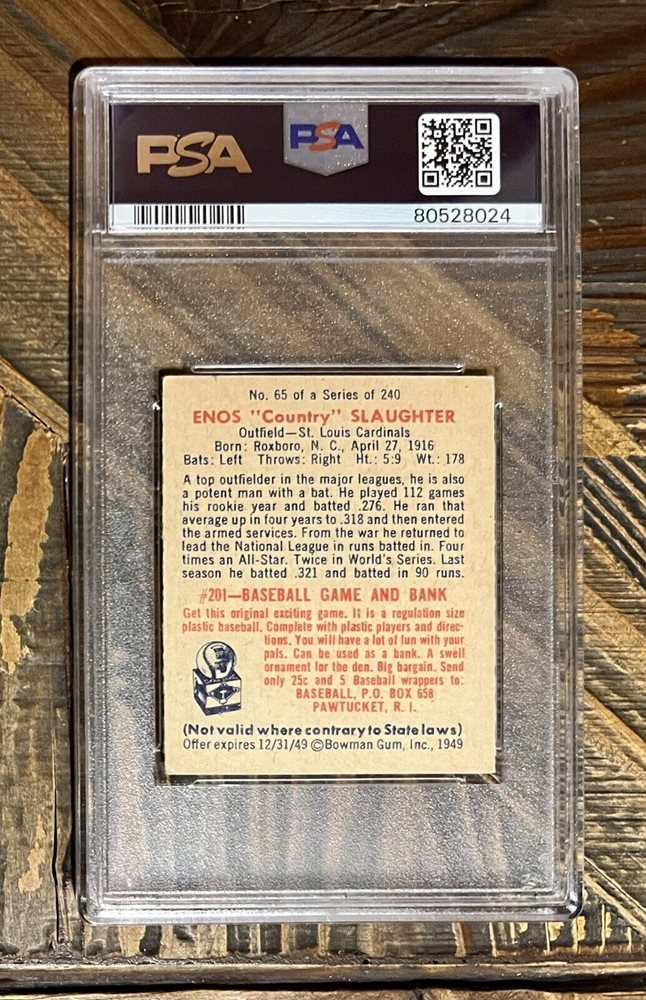 PSA PSA
80528024
No. 65 of a Series of 240
ENOS "Country" SLAUGHTER
Outfield—St. Louis Cardinals
Born: Roxboro, N. C., April 27, 1916
Bats: Left Throws: Right Ht.: 5:9 Wt.: 178
A top outfielder in the major leagues, he is also
a potent man with a bat. He played 112 games
his rookie year and batted .276. He ran that
average up in four years to .318 and then entered
the armed services. From the war he returned to
lead the National League in runs batted in. Four
times an All-Star. Twice in World's Series. Last
season he batted .321 and batted in 90 runs.
#201—BASEBALL GAME AND BANK
Get this original exciting game. It is a regulation size
plastic baseball. Complete with plastic players and direc-
tions. You will have a lot of fun with your
pals. Can be used as a bank. A swell
ornament for the den. Big bargain. Send
only 25c and 5 Baseball wrappers to:
BASEBALL, P.O. BOX 658
PAWTUCKET, R. I.
(Not valid where contrary to State laws)
Offer expires 12/31/49 ©Bowman Gum, Inc., 1949